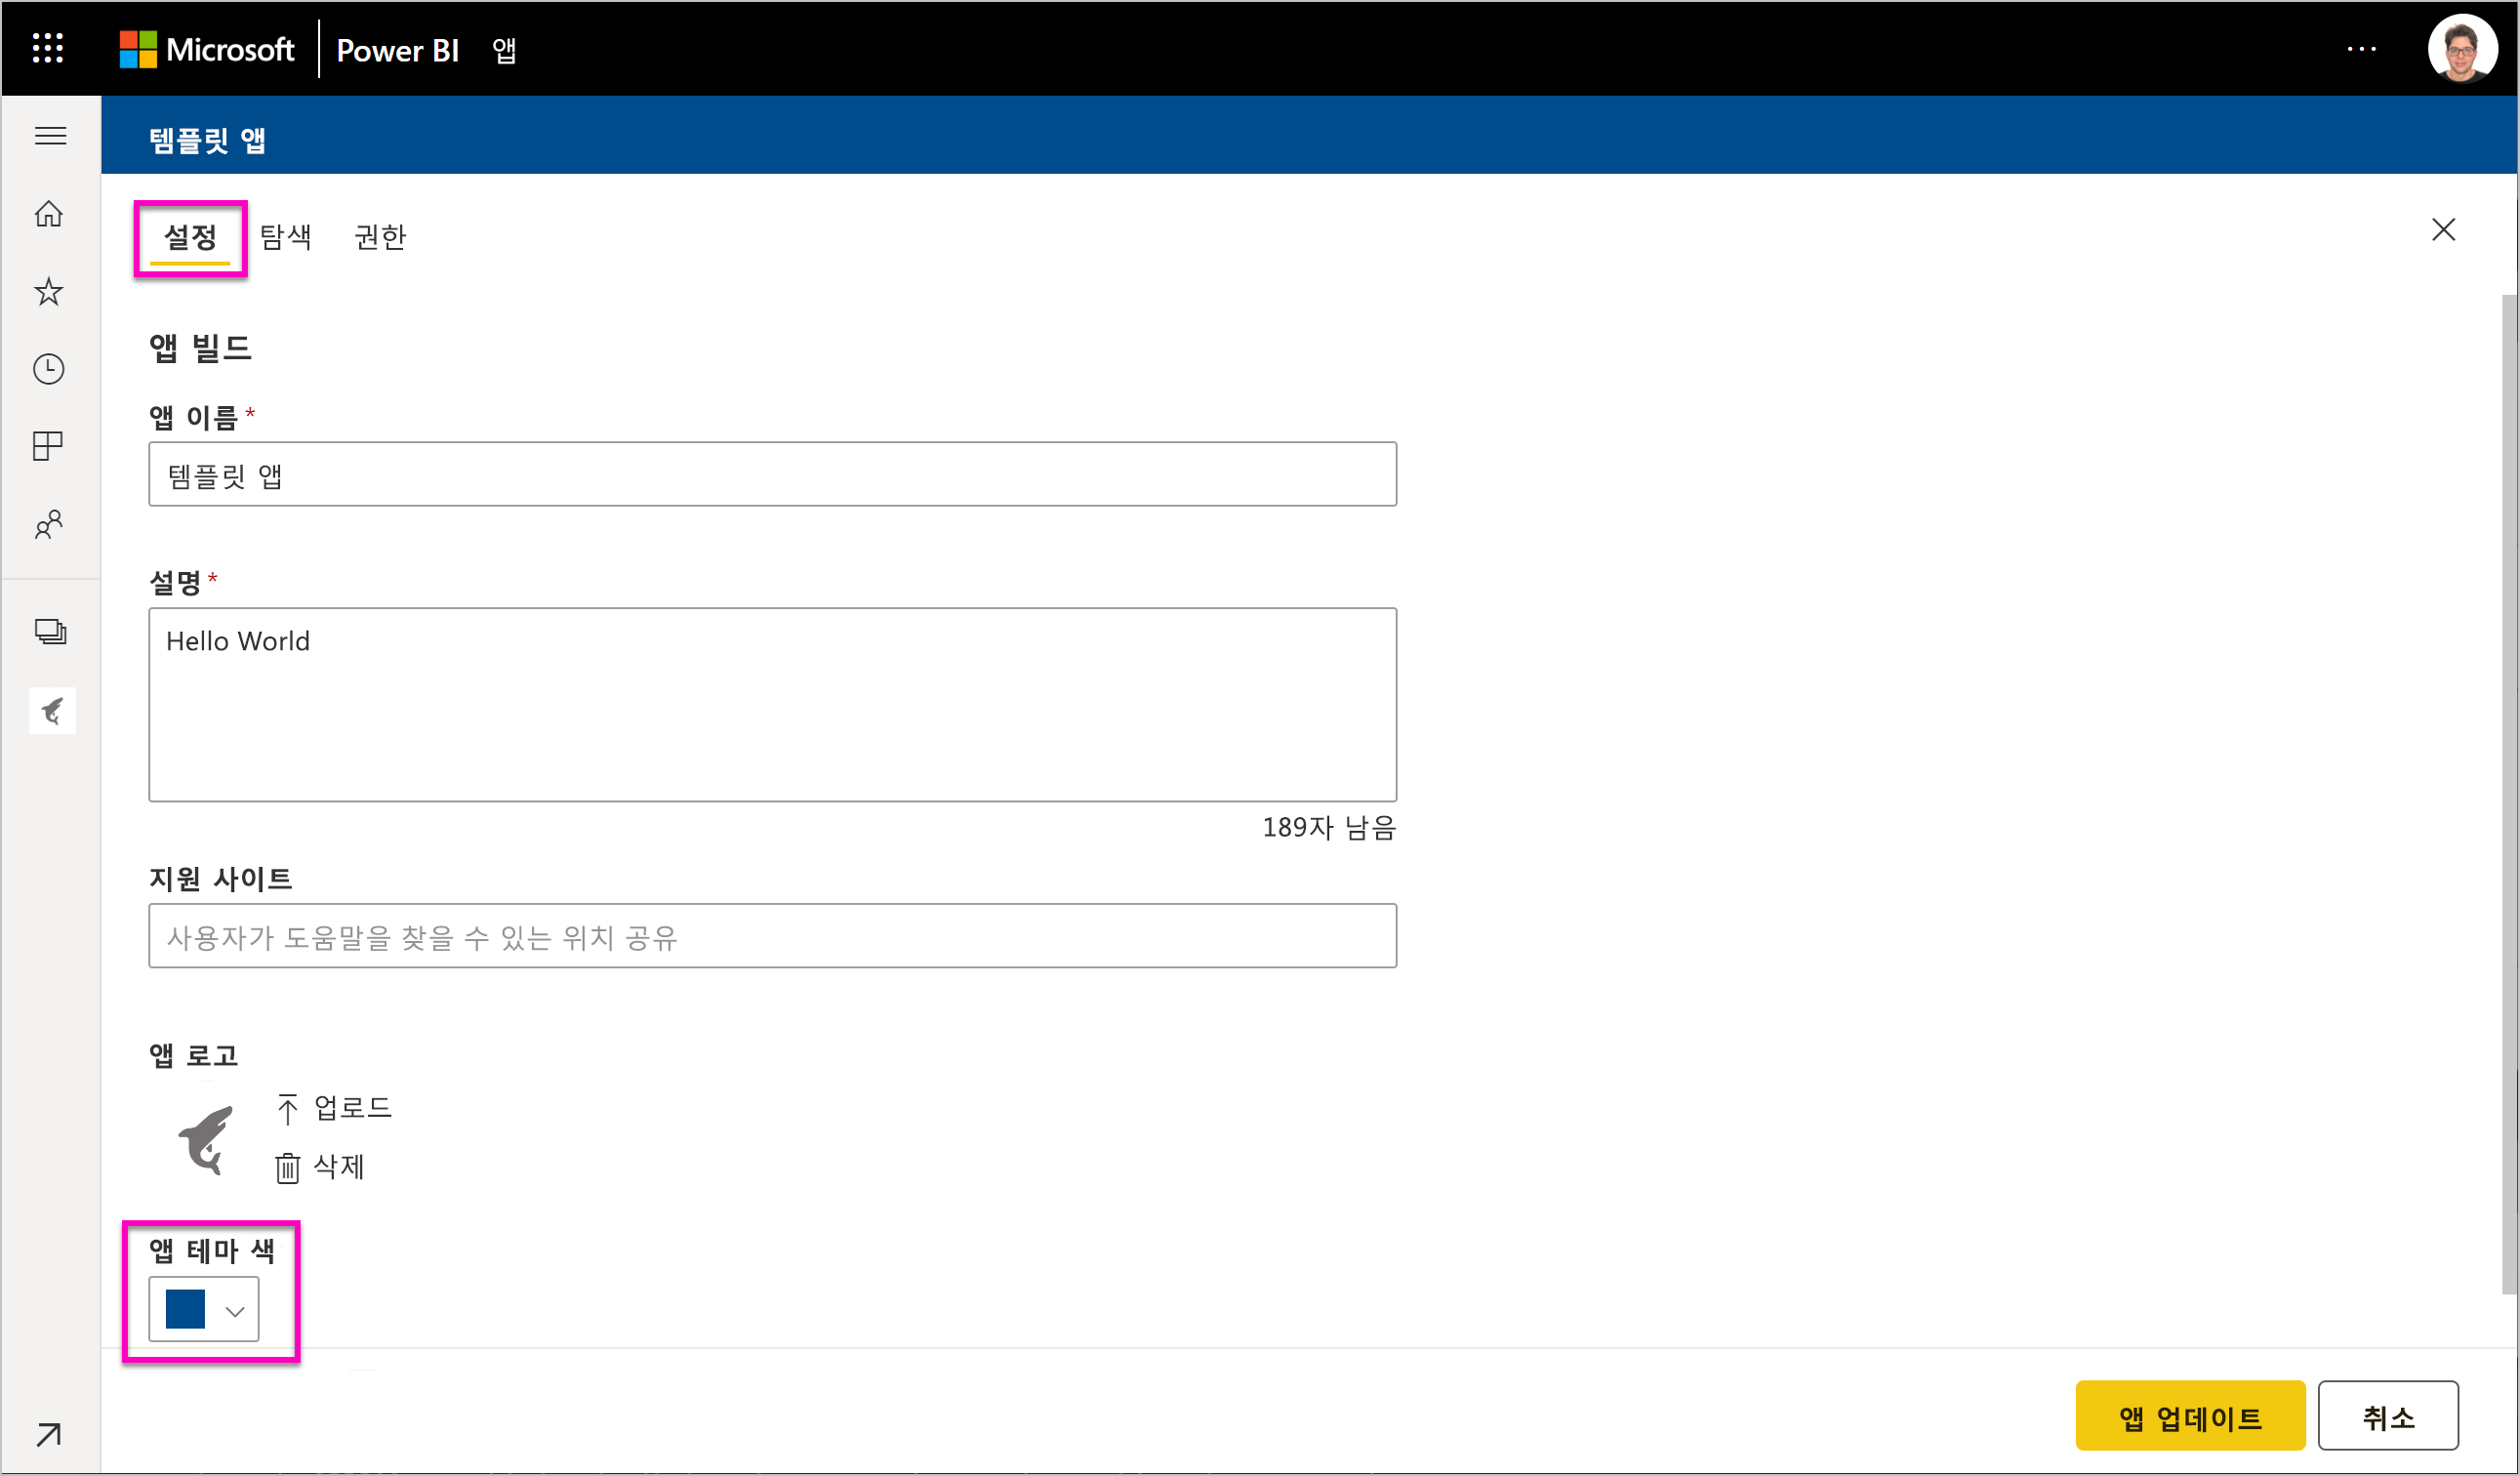 Microsoft Power BI 앱
템플릿 앱
설정 탐색 권한
앱 빌드
앱 이름 *
템플릿 앱
설명 *
Hello World
189자 남음
지원 사이트
사용자가 도움말을 찾을 수 있는 위치 공유
앱 로고
업로드
삭제
앱 테마 색
앱 업데이트 취소